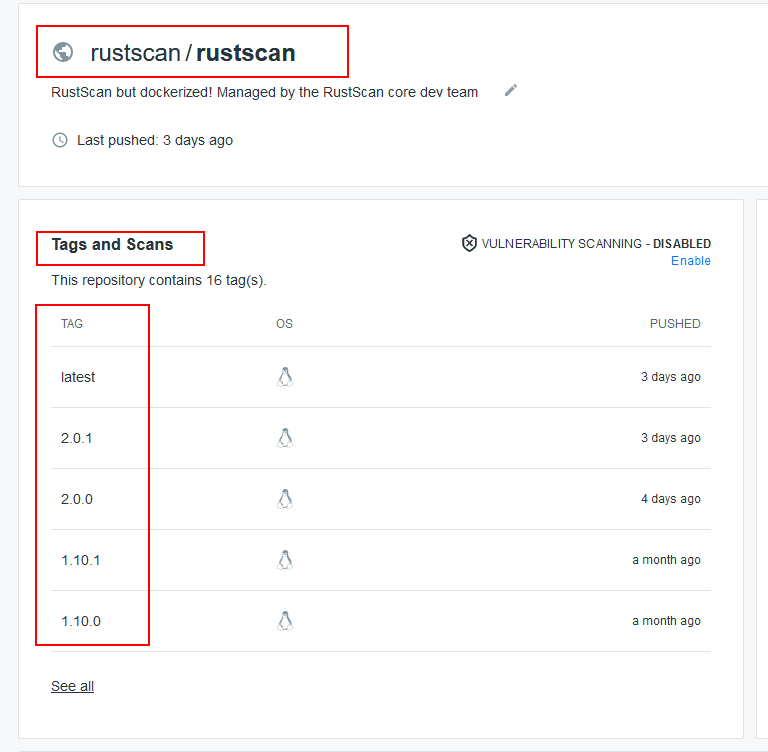 rustscan / rustscan
RustScan but dockerized! Managed by the RustScan core dev team
Last pushed: 3 days ago
Tags and Scans
VULNERABILITY SCANNING - DISABLED
Enable
This repository contains 16 tag(s).
TAG OS PUSHED
latest 3 days ago
2.0.1 3 days ago
2.0.0 4 days ago
1.10.1 a month ago
1.10.0 a month ago
See all